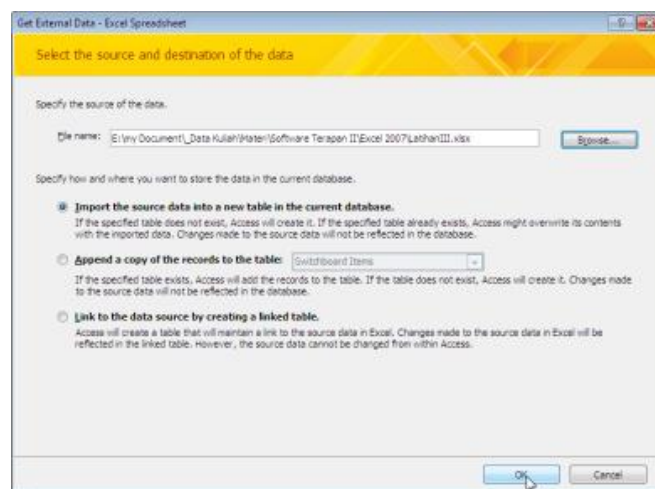 Get External Data - Excel Spreadsheet
Select the source and destination of the data
Specify the source of the data.
File name: E:\my Document\_Data Kuliah\Materi\Software Terapan II\Excel 2007\LatihanIII.xlsx Browse...
Specify how and where you want to store the data in the current database.
Import the source data into a new table in the current database.
If the specified table does not exist, Access will create it. If the specified table already exists, Access might overwrite its contents
with the imported data. Changes made to the source data will not be reflected in the database.
Append a copy of the records to the table: Switchboard Items
If the specified table exists, Access will add the records to the table. If the table does not exist, Access will create it. Changes made
to the source data will not be reflected in the database.
Link to the data source by creating a linked table.
Access will create a table that will maintain a link to the source data in Excel. Changes made to the source data in Excel will be
reflected in the linked table. However, the source data cannot be changed from within Access.
OK Cancel